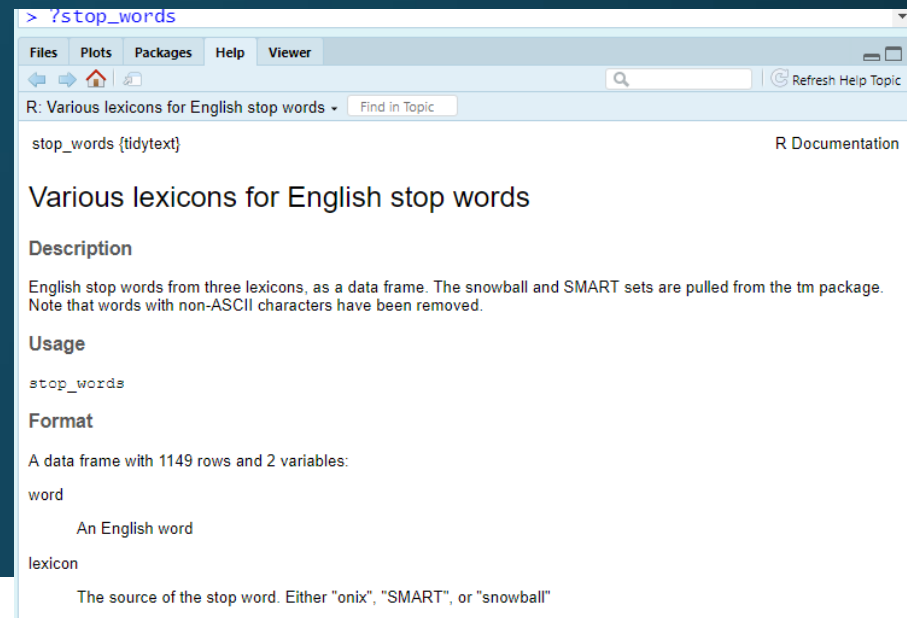 > ?stop_words
Files Plots Packages Help Viewer
Refresh Help Topic
R: Various lexicons for English stop words Find in Topic
stop_words {tidytext} R Documentation
Various lexicons for English stop words
Description
English stop words from three lexicons, as a data frame. The snowball and SMART sets are pulled from the tm package.
Note that words with non-ASCII characters have been removed.
Usage
stop_words
Format
A data frame with 1149 rows and 2 variables:
word
An English word
lexicon
The source of the stop word. Either "onix", "SMART", or "snowball"